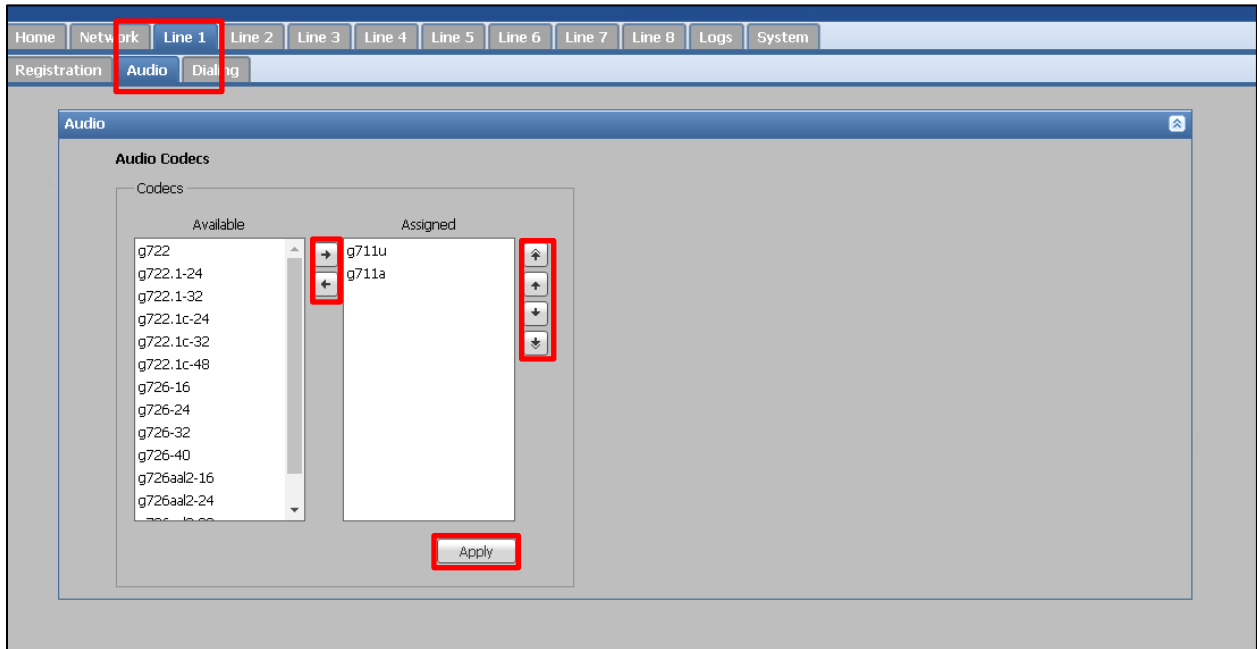 Home Network Line 1 Line 2 Line 3 Line 4 Line 5 Line 6 Line 7 Line 8 Logs System
Registration Audio Dialing
Audio
Audio Codecs
Codecs
Available Assigned
g722
g722.1-24
g722.1-32
g722.1c-24
g722.1c-32
g722.1c-48
g726-16
g726-24
g726-32
g726-40
g726aal2-16
g726aal2-24
g711u
g711a
Apply